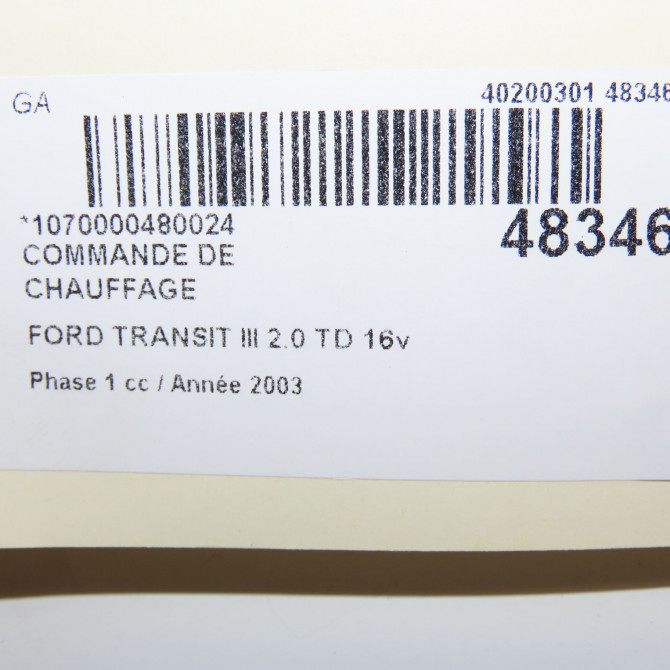 GA
40200301 48346
*1070000480024
48346
COMMANDE DE
CHAUFFAGE
FORD TRANSIT III 2.0 TD 16v
Phase 1 cc / Année 2003